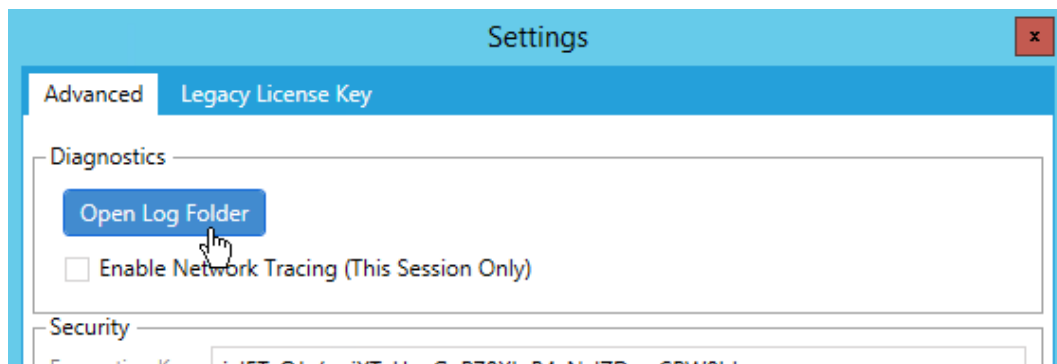 Settings
x
Advanced Legacy License Key
Diagnostics
Open Log Folder
Enable Network Tracing (This Session Only)
Security